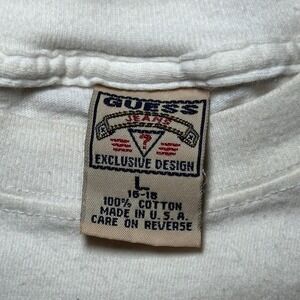 GUESS
JEANS
?
EXCLUSIVE DESIGN
L
16-18
100% COTTON
MADE IN U.S.A.
CARE ON REVERSE